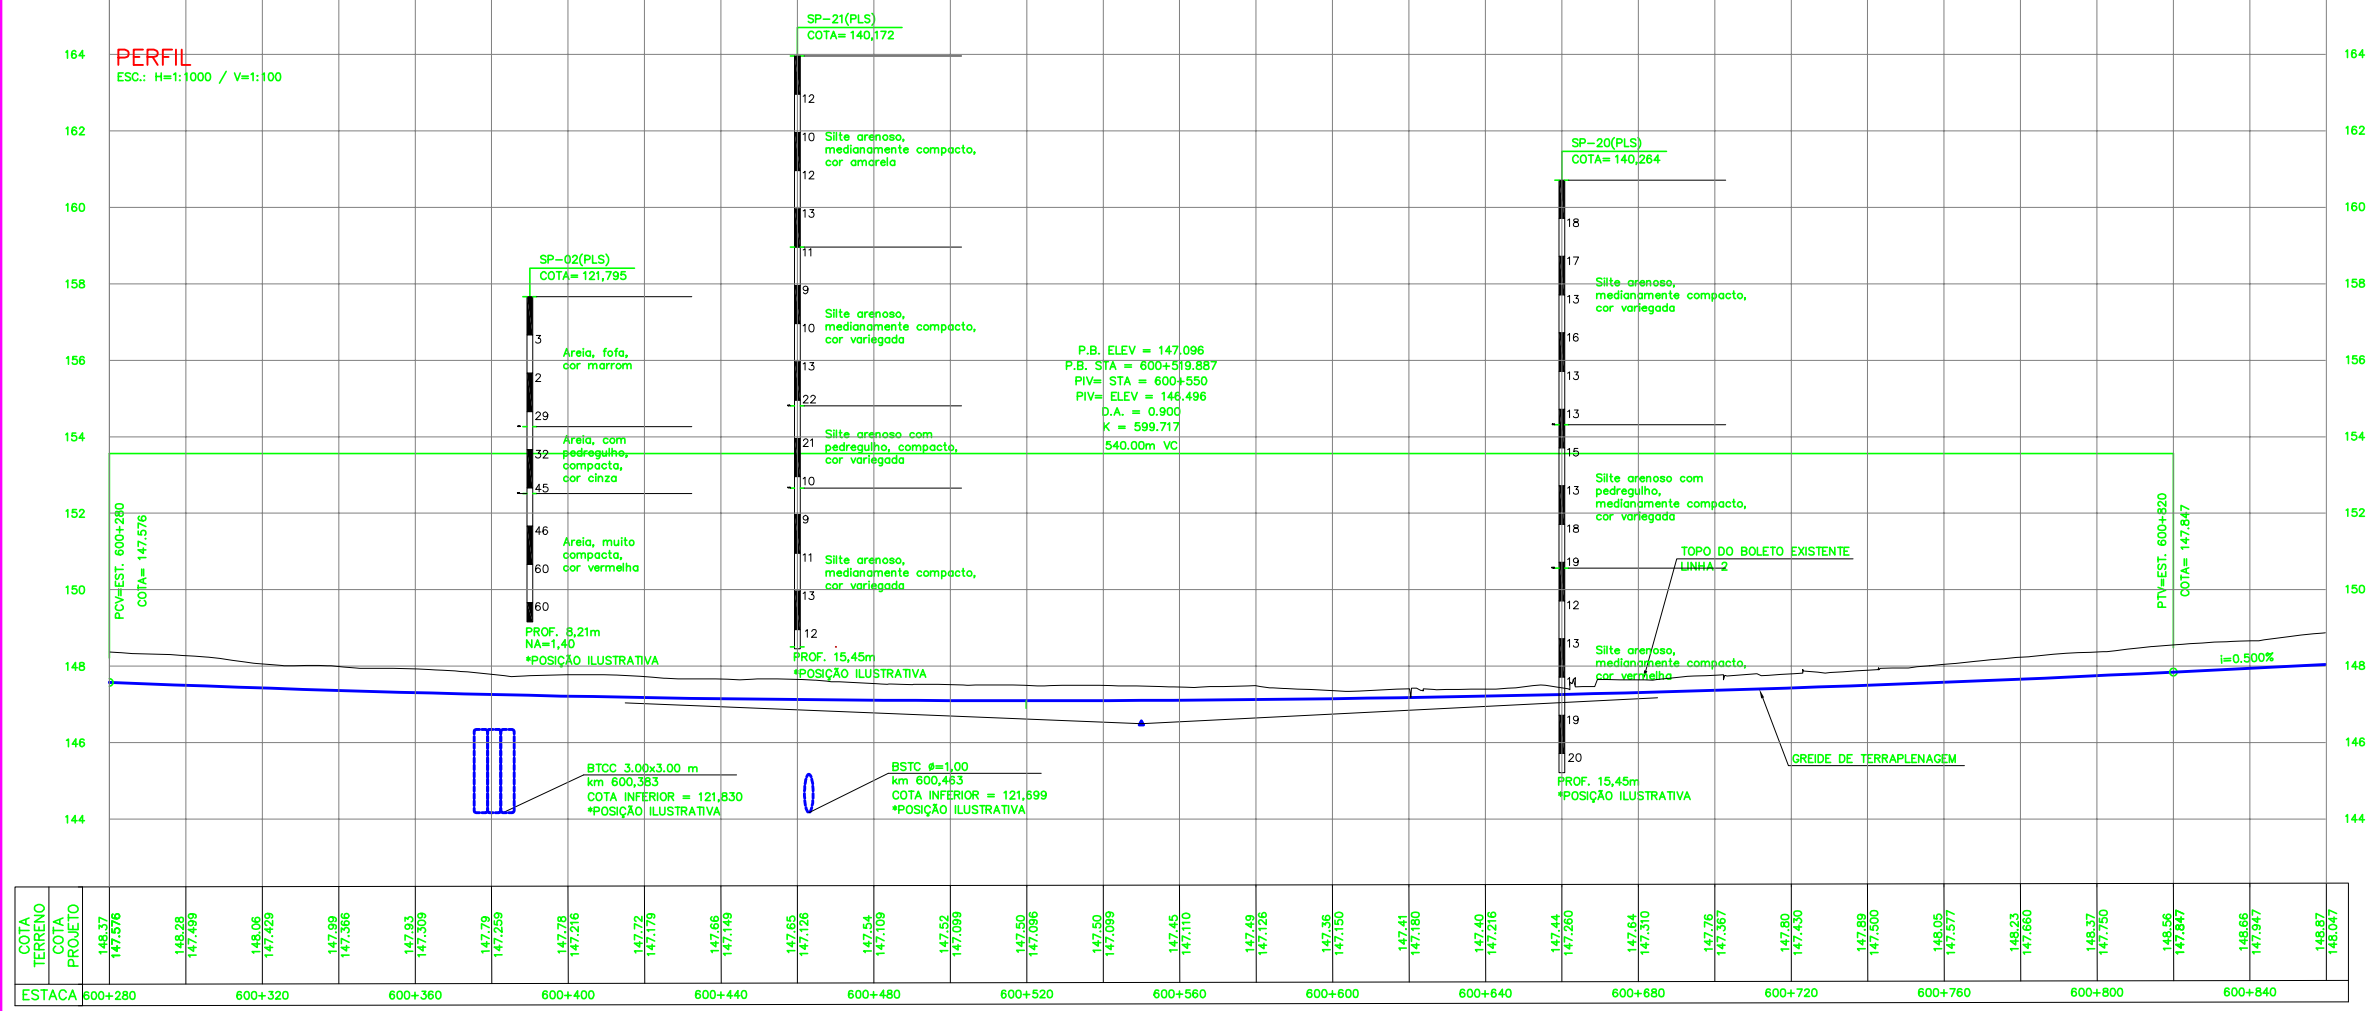 PERFIL
ESC.: H=1:1000 / V=1:100
164
162
160
158
156
154
152
150
148
146
144
164
162
160
158
156
154
152
150
148
146
144
PCV=EST. 600+280
COTA= 147.576
SP-02(PLS)
COTA= 121,795
3
2
29
32
45
46
60
60
Areia, fofa,
cor marrom
Areia, com
pedregulho,
compacta,
cor cinza
Areia, muito
compacta,
cor vermelha
PROF. 8,21m
NA=1,40
*POSIÇÃO ILUSTRATIVA
SP-21(PLS)
COTA= 140,172
12
10
12
13
11
9
10
13
22
21
10
9
11
13
12
Silte arenoso,
medianamente compacto,
cor amarela
Silte arenoso,
medianamente compacto,
cor variegada
Silte arenoso com
pedregulho, compacto,
cor variegada
Silte arenoso,
medianamente compacto,
cor variegada
PROF. 15,45m
*POSIÇÃO ILUSTRATIVA
P.B. ELEV = 147.096
P.B. STA = 600+519.887
PIV= STA = 600+550
PIV= ELEV = 146.496
D.A. = 0.900
K = 599.717
540.00m VC
SP-20(PLS)
COTA= 140,264
18
17
13
16
13
13
15
13
18
19
12
13
14
19
20
Silte arenoso,
medianamente compacto,
cor variegada
Silte arenoso com
pedregulho,
medianamente compacto,
cor variegada
Silte arenoso,
medianamente compacto,
cor vermelha
PROF. 15,45m
*POSIÇÃO ILUSTRATIVA
TOPO DO BOLETO EXISTENTE
LINHA 2
PTV=EST. 600+820
COTA= 147.847
i=0.500%
GREIDE DE TERRAPLENAGEM
BTCC 3.00x3.00 m
km 600,383
COTA INFERIOR = 121,830
*POSIÇÃO ILUSTRATIVA
BSTC ø=1.00
km 600,463
COTA INFERIOR = 121,699
*POSIÇÃO ILUSTRATIVA
COTA
TERRENO
COTA
PROJETO
148.37
147.576
148.28
147.499
148.06
147.429
147.99
147.366
147.93
147.309
147.79
147.259
147.78
147.216
147.72
147.179
147.66
147.149
147.65
147.126
147.54
147.109
147.52
147.099
147.50
147.096
147.50
147.099
147.45
147.110
147.49
147.126
147.36
147.150
147.41
147.180
147.40
147.216
147.44
147.260
147.64
147.310
147.76
147.367
147.80
147.430
147.89
147.500
148.05
147.577
148.23
147.660
148.37
147.750
148.56
147.847
148.66
147.947
148.87
148.047
ESTACA
600+280
600+320
600+360
600+400
600+440
600+480
600+520
600+560
600+600
600+640
600+680
600+720
600+760
600+800
600+840